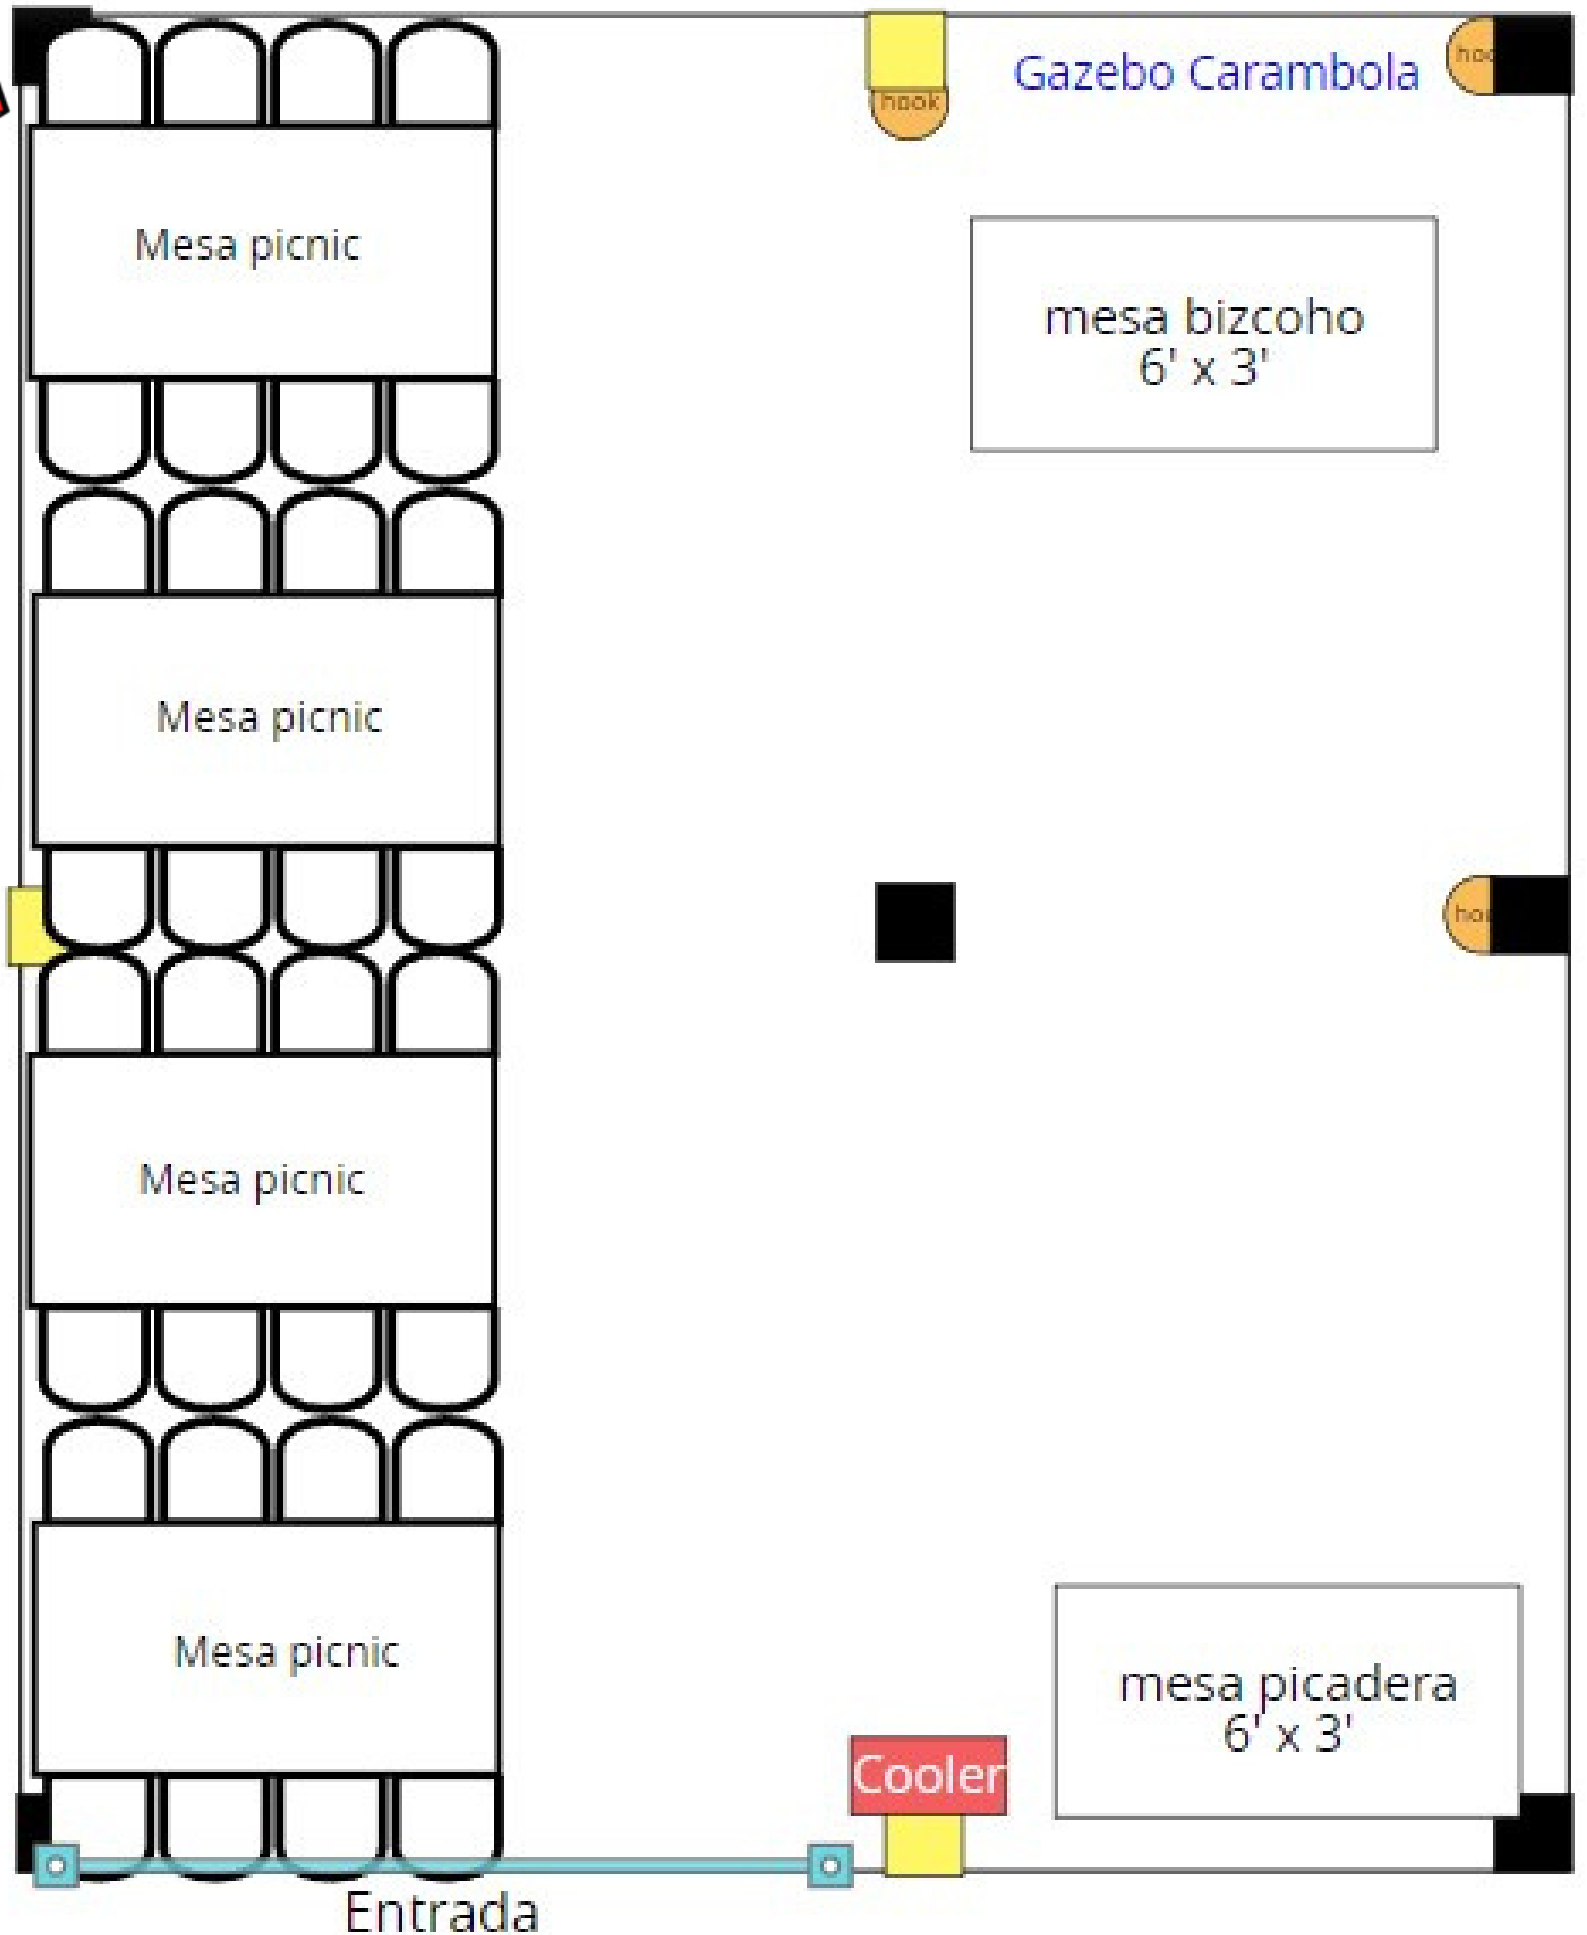 hook
Gazebo Carambola
Mesa picnic
mesa bizcoho
6' x 3'
Mesa picnic
Mesa picnic
Mesa picnic
mesa picadera
6' x 3'
Cooler
Entrada